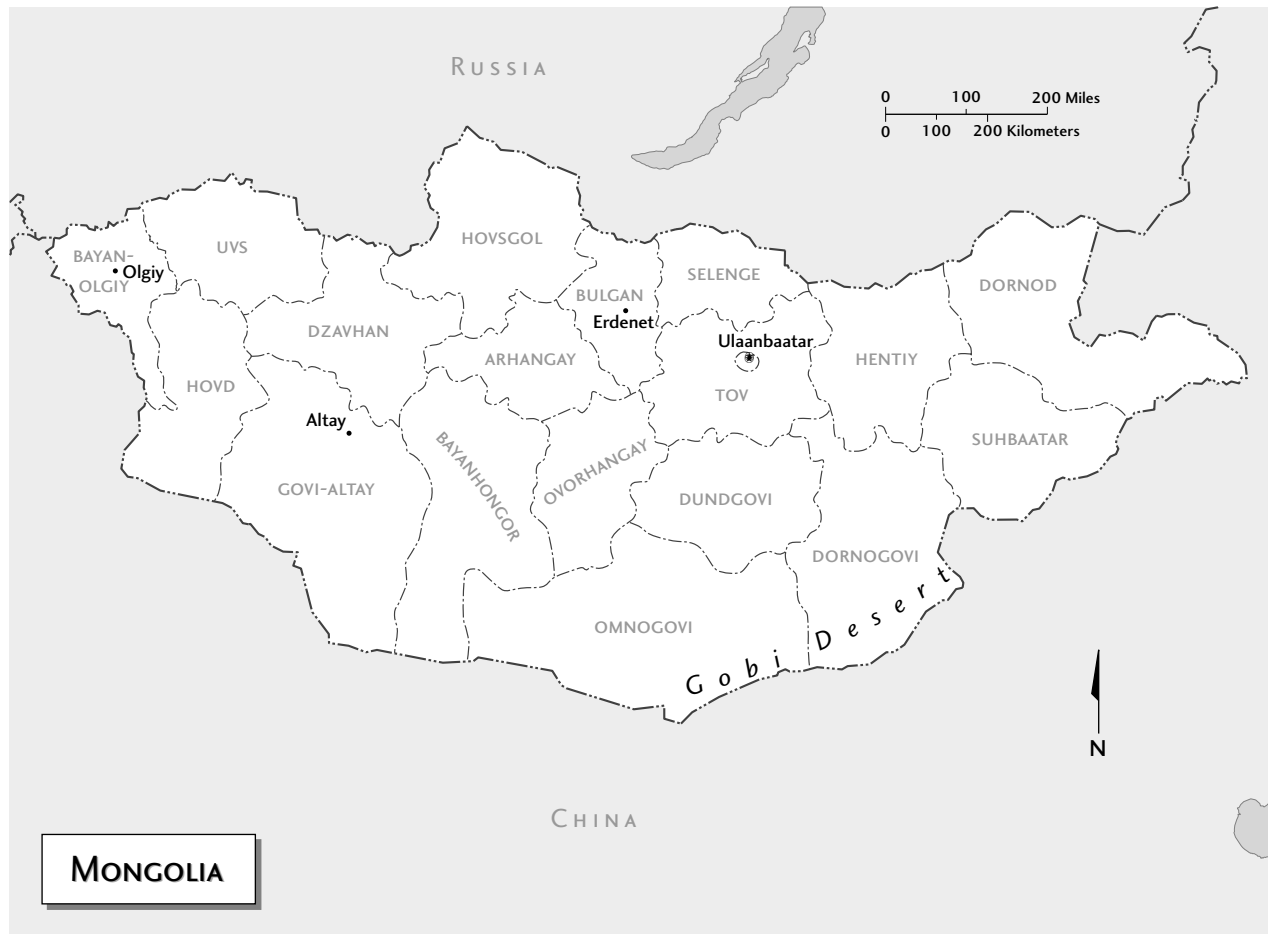 RUSSIA
0 100 200 Miles
0 100 200 Kilometers
HOVSGOL
UVS
BAYAN-
OLGIY
Olgiy
SELENGE
DORNOD
BULGAN
Erdenet
DZAVHAN
Ulaanbaatar
ARHANGAY
HENTIY
HOVD
TOV
Altay
SUHBAATAR
BAYANHONGOR
OVORHANGAY
GOVI-ALTAY
DUNDGOVI
DORNOGOVI
OMNOGOVI
Gobi Desert
N
CHINA
MONGOLIA